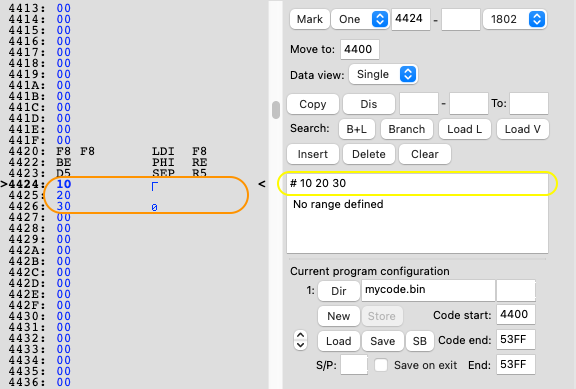 4413: 00
4414: 00
4415: 00
4416: 00
4417: 00
4418: 00
4419: 00
441A: 00
441B: 00
441C: 00
441D: 00
441E: 00
441F: 00
4420: F8 F8 LDI F8
4422: BE PHI RE
4423: D5 SEP R5
>4424: 10 <
4425: 20
4426: 30 0
4427: 00
4428: 00
4429: 00
442A: 00
442B: 00
442C: 00
442D: 00
442E: 00
442F: 00
4430: 00
4431: 00
4432: 00
4433: 00
4434: 00
4435: 00
4436: 00
Mark One 4424 - 1802
Move to: 4400
Data view: Single
Copy Dis - To:
Search: B+L Branch Load L Load V
Insert Delete Clear
# 10 20 30
No range defined
Current program configuration
1: Dir mycode.bin
New Store Code start: 4400
Load Save SB Code end: 53FF
S/P: Save on exit End: 53FF